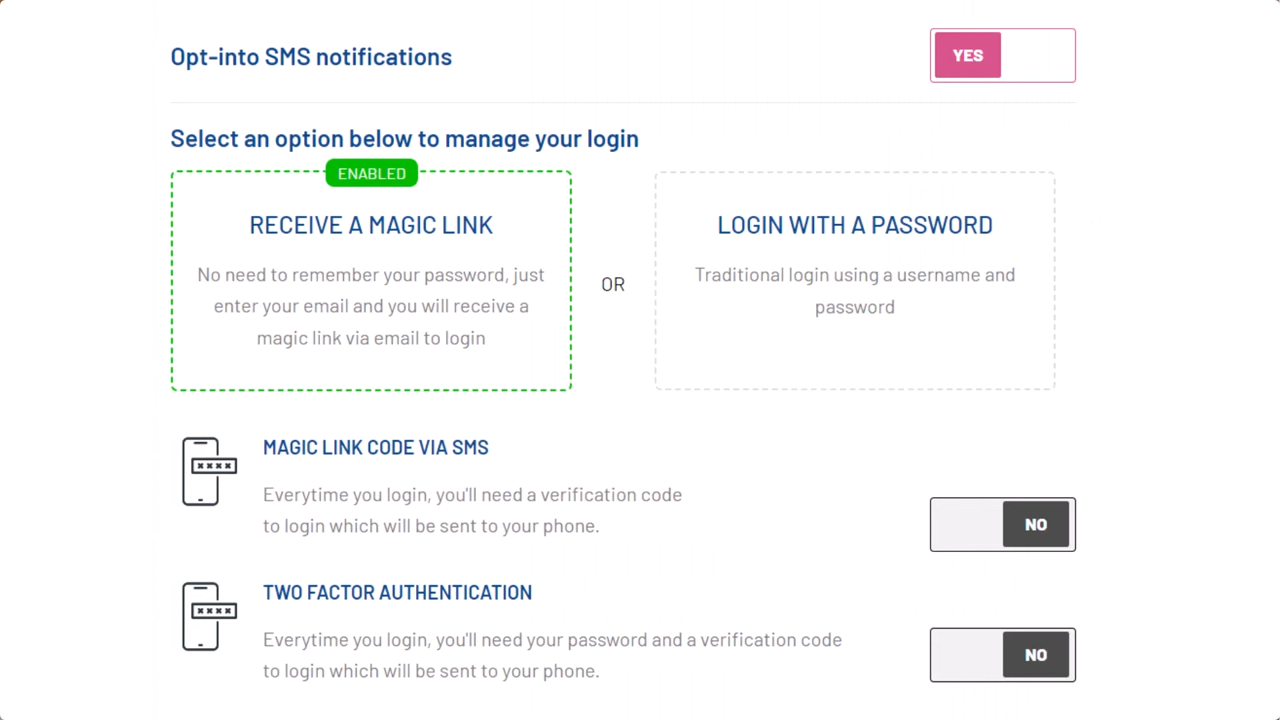 Opt-into SMS notifications
YES
Select an option below to manage your login
ENABLED
RECEIVE A MAGIC LINK
No need to remember your password, just
enter your email and you will receive a
magic link via email to login
OR
LOGIN WITH A PASSWORD
Traditional login using a username and
password
MAGIC LINK CODE VIA SMS
Everytime you login, you'll need a verification code
to login which will be sent to your phone.
NO
TWO FACTOR AUTHENTICATION
Everytime you login, you'll need your password and a verification code
to login which will be sent to your phone.
NO